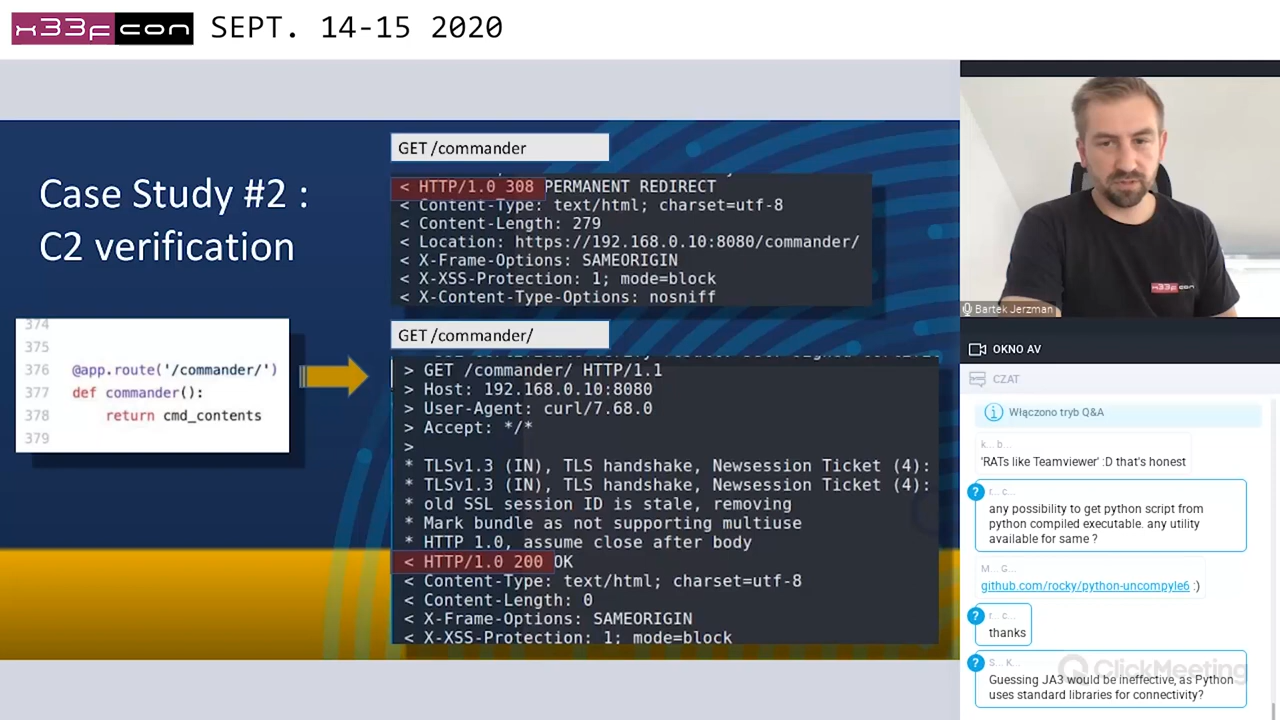 x33fcon SEPT. 14-15 2020
Case Study #2 :
C2 verification
374
375
376 @app.route('/commander/')
377 def commander():
378 return cmd_contents
379
GET /commander
< HTTP/1.0 308 PERMANENT REDIRECT
< Content-Type: text/html; charset=utf-8
< Content-Length: 279
< Location: https://192.168.0.10:8080/commander/
< X-Frame-Options: SAMEORIGIN
< X-XSS-Protection: 1; mode=block
< X-Content-Type-Options: nosniff
GET /commander/
> GET /commander/ HTTP/1.1
> Host: 192.168.0.10:8080
> User-Agent: curl/7.68.0
> Accept: */*
>
* TLSv1.3 (IN), TLS handshake, Newsession Ticket (4):
* TLSv1.3 (IN), TLS handshake, Newsession Ticket (4):
* old SSL session ID is stale, removing
* Mark bundle as not supporting multiuse
* HTTP 1.0, assume close after body
< HTTP/1.0 200 OK
< Content-Type: text/html; charset=utf-8
< Content-Length: 0
< X-Frame-Options: SAMEORIGIN
< X-XSS-Protection: 1; mode=block
x33fcon
Bartek Jerzman
OKNO AV
CZAT
Włączono tryb Q&A
k... b...
'RATs like Teamviewer' :D that's honest
r... c...
any possibility to get python script from
python compiled executable. any utility
available for same ?
M... G...
github.com/rocky/python-uncompyle6 :)
r... c...
thanks
S... K...
Guessing JA3 would be ineffective, as Python
uses standard libraries for connectivity?
ClickMeeting